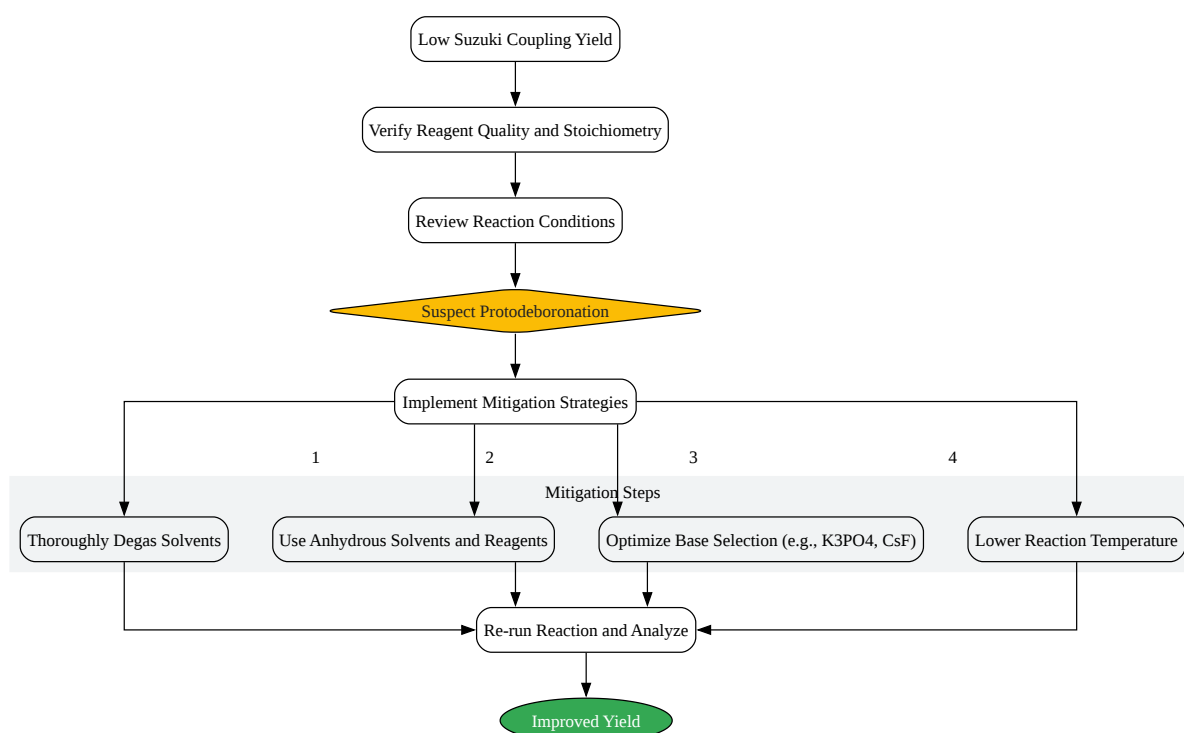 Low Suzuki Coupling Yield
Verify Reagent Quality and Stoichiometry
Review Reaction Conditions
Suspect Protodeboronation
Implement Mitigation Strategies
1
2
3
4
Mitigation Steps
Thoroughly Degas Solvents
Use Anhydrous Solvents and Reagents
Optimize Base Selection (e.g., K3PO4, CsF)
Lower Reaction Temperature
Re-run Reaction and Analyze
Improved Yield